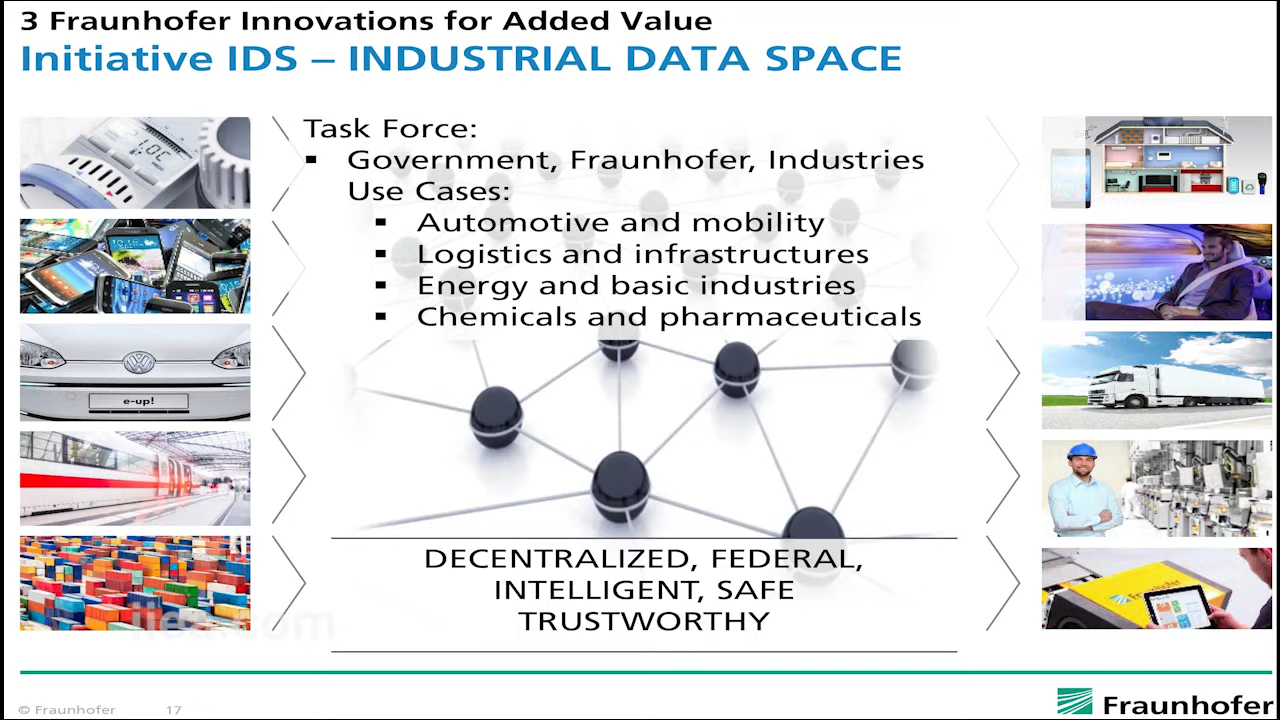 3 Fraunhofer Innovations for Added Value
Initiative IDS – INDUSTRIAL DATA SPACE
Task Force:
▪ Government, Fraunhofer, Industries
Use Cases:
▪ Automotive and mobility
▪ Logistics and infrastructures
▪ Energy and basic industries
▪ Chemicals and pharmaceuticals
e-up!
DECENTRALIZED, FEDERAL,
INTELLIGENT, SAFE
TRUSTWORTHY
Fraunhofer
© Fraunhofer 17
Fraunhofer